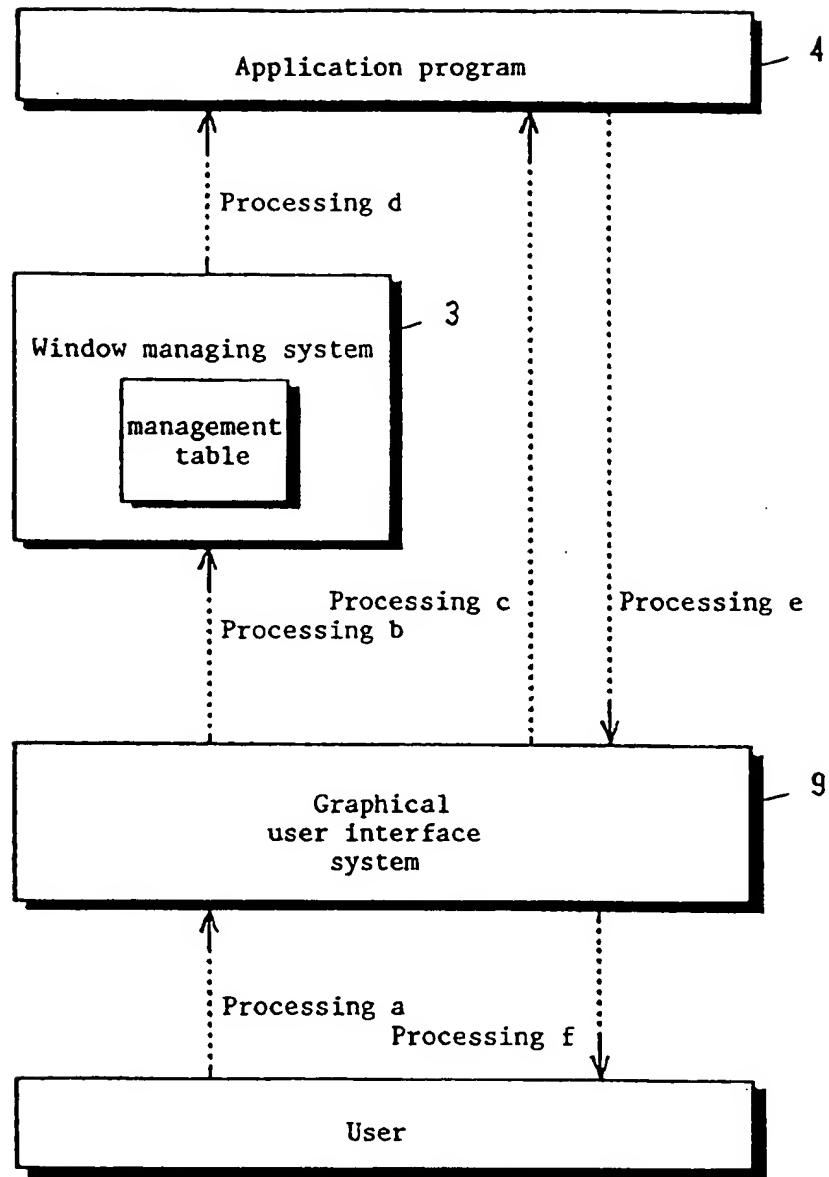 Application program
4
Processing d
3
Window managing system
management
table
Processing c
Processing b
Processing e
Graphical
user interface
system
9
Processing a
Processing f
User